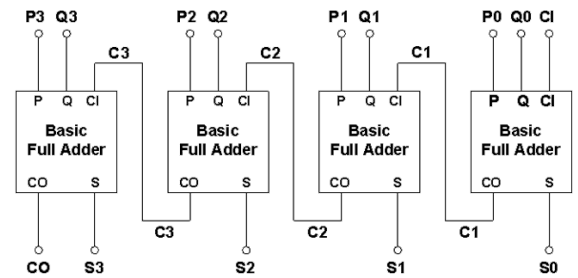 P3 Q3 P2 Q2 P1 Q1 P0 Q0 CI
C3 C2 C1
P Q CI P Q CI P Q CI P Q CI
Basic Basic Basic Basic
Full Adder Full Adder Full Adder Full Adder
CO S CO S CO S CO S
C3 C2 C1
CO S3 S2 S1 S0